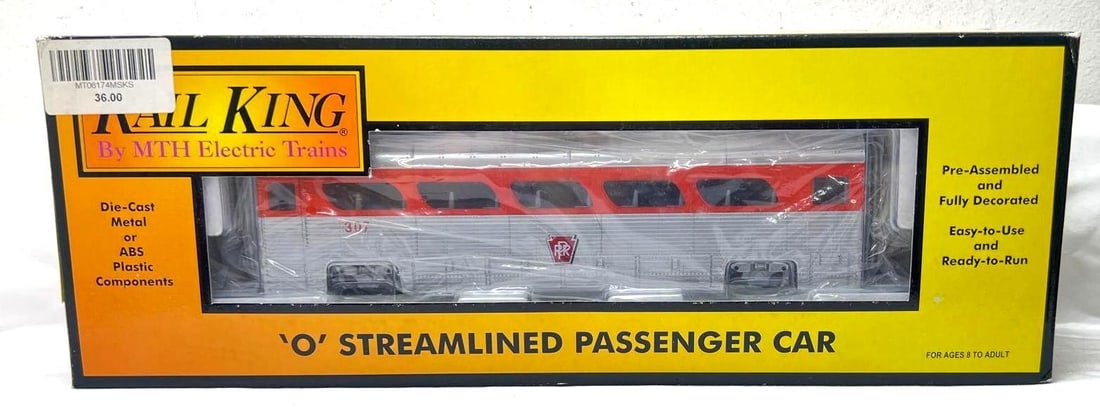 MT06174MSKS
36.00
RAIL KING®
By MTH Electric Trains
Die-Cast
Metal
or
ABS
Plastic
Components
307
PRR
Pre-Assembled
and
Fully Decorated
Easy-to-Use
and
Ready-to-Run
'O' STREAMLINED PASSENGER CAR
FOR AGES 8 TO ADULT